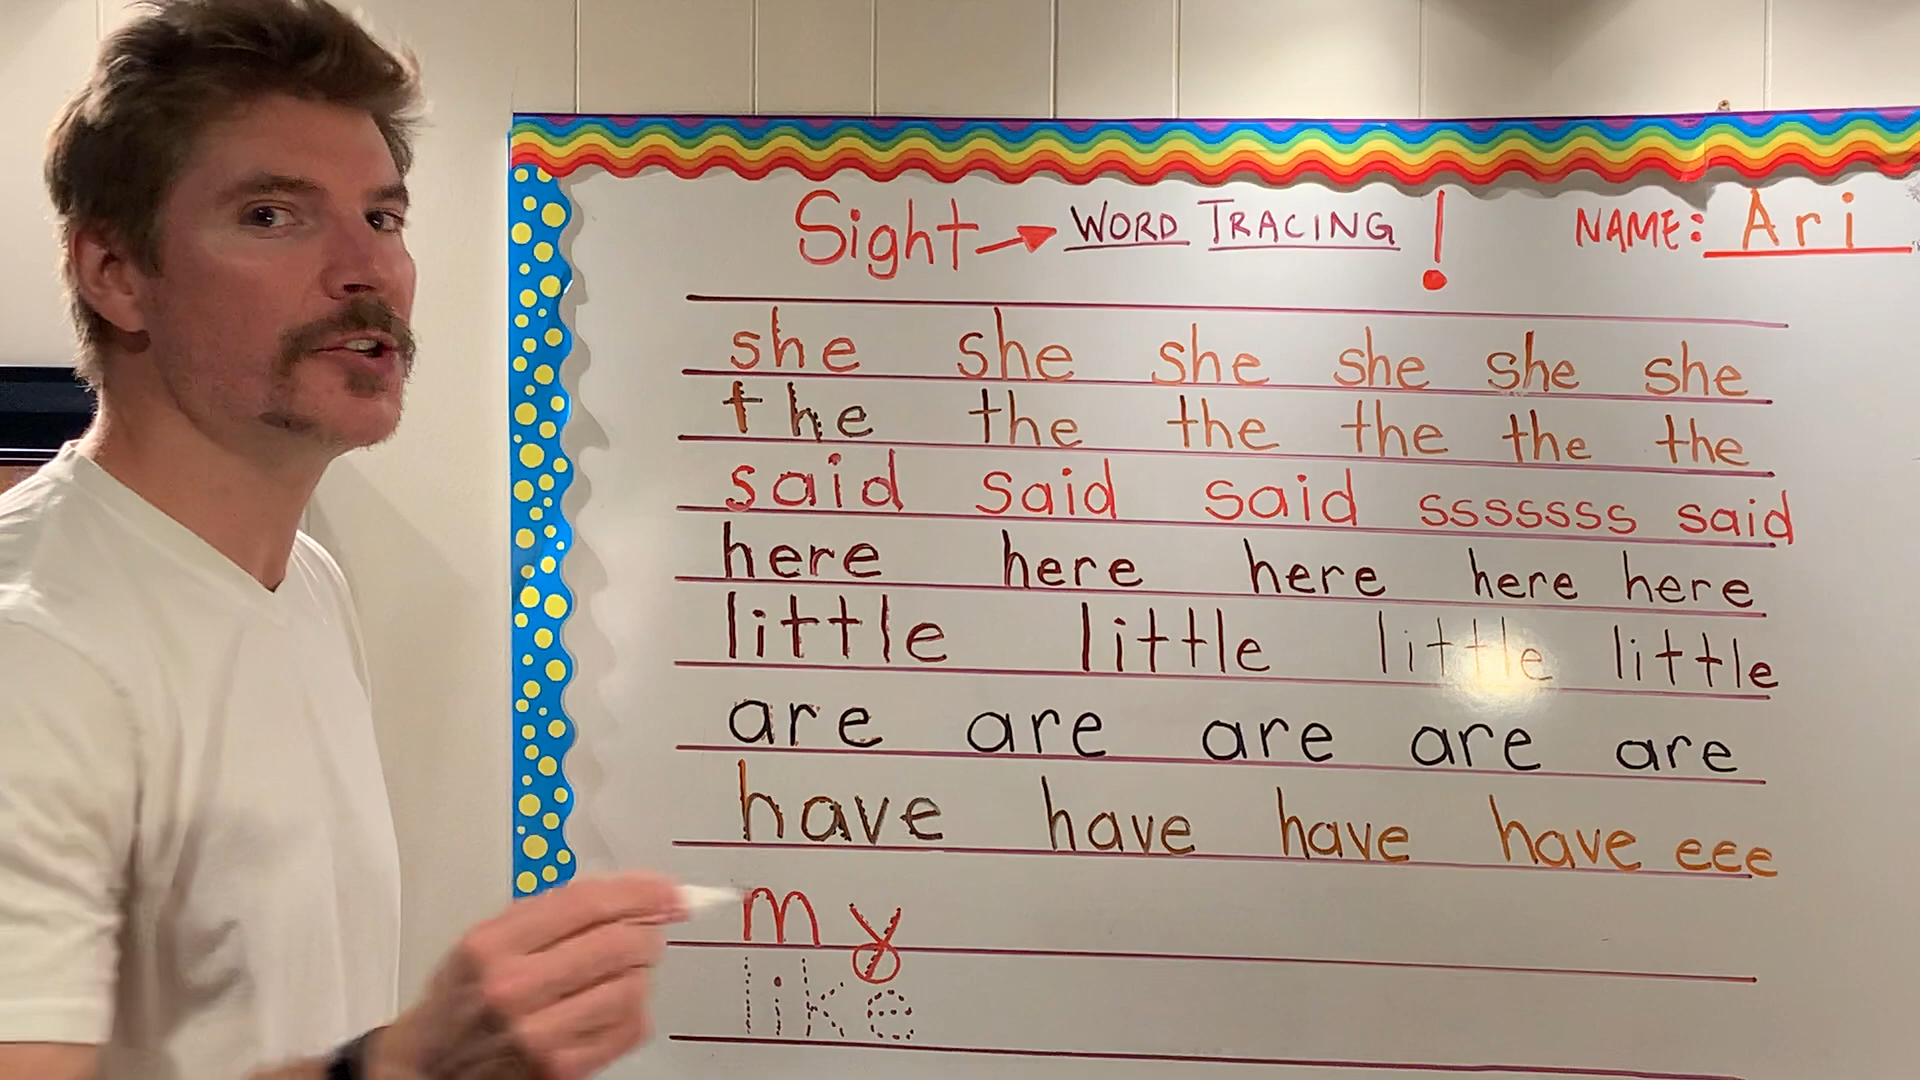 Sight → WORD TRACING! NAME: Ari
she she she she she she
the the the the the the
said said said sssssss said
here here here here here
little little little little
are are are are are
have have have have eee
my
like